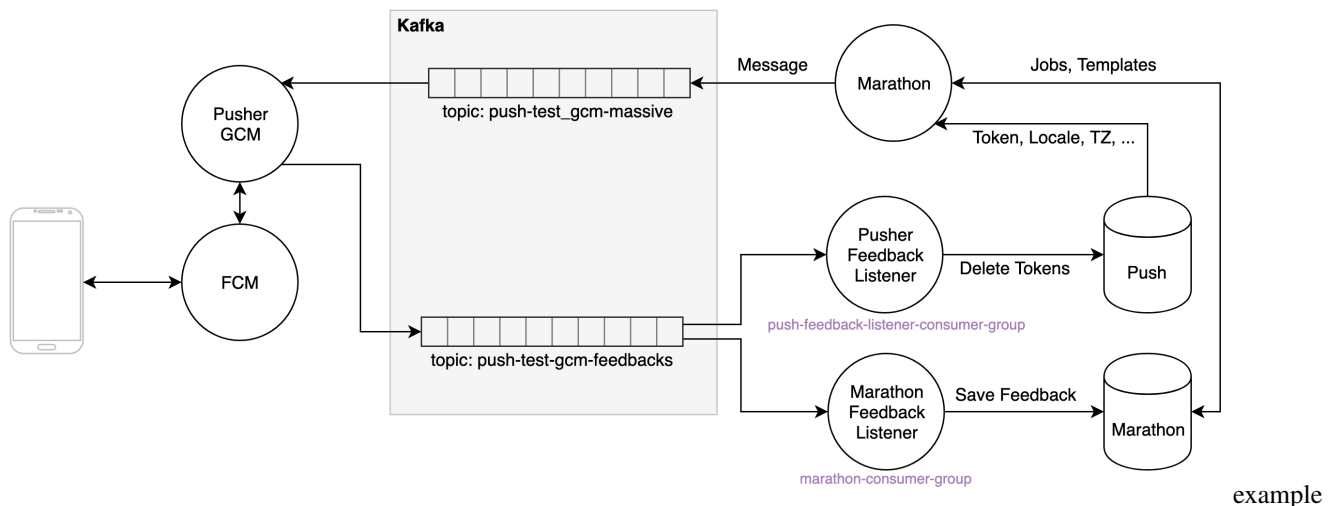 Kafka
Message
Marathon
Jobs, Templates
Pusher
GCM
topic: push-test_gcm-massive
Token, Locale, TZ, ...
FCM
Pusher
Feedback
Listener
Delete Tokens
Push
push-feedback-listener-consumer-group
topic: push-test-gcm-feedbacks
Marathon
Feedback
Listener
Save Feedback
Marathon
marathon-consumer-group
example